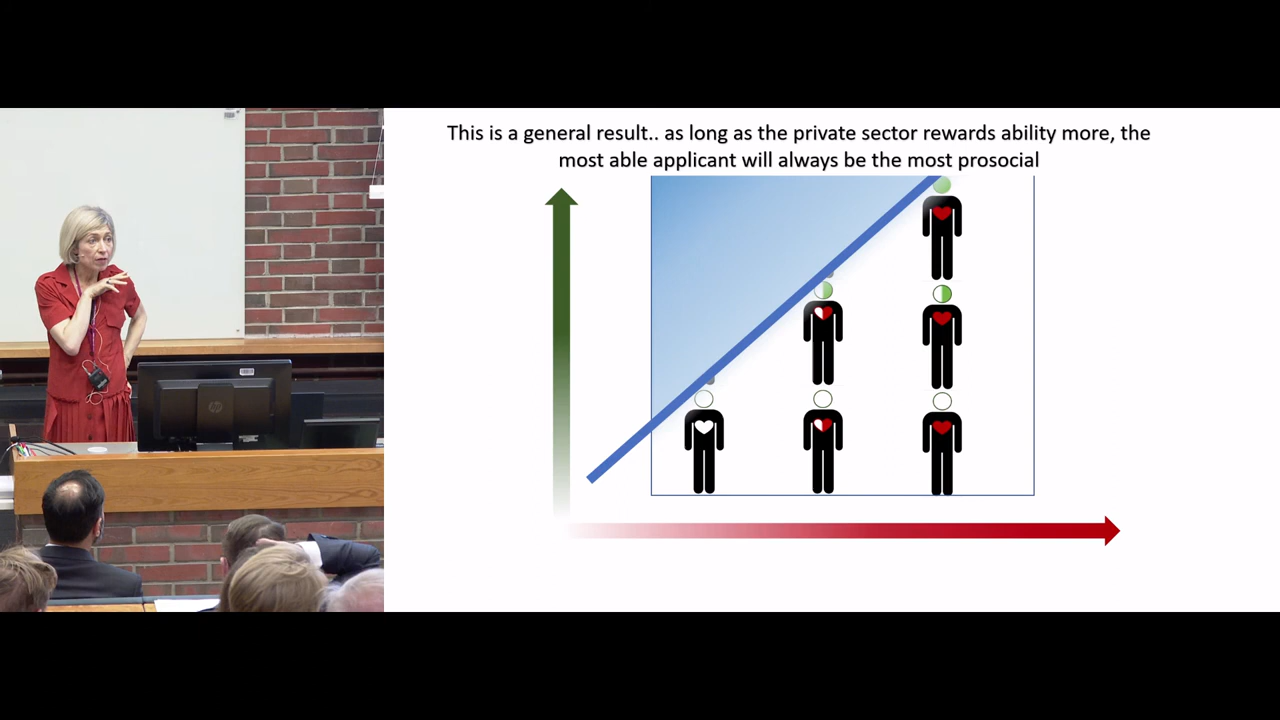 This is a general result.. as long as the private sector rewards ability more, the
most able applicant will always be the most prosocial